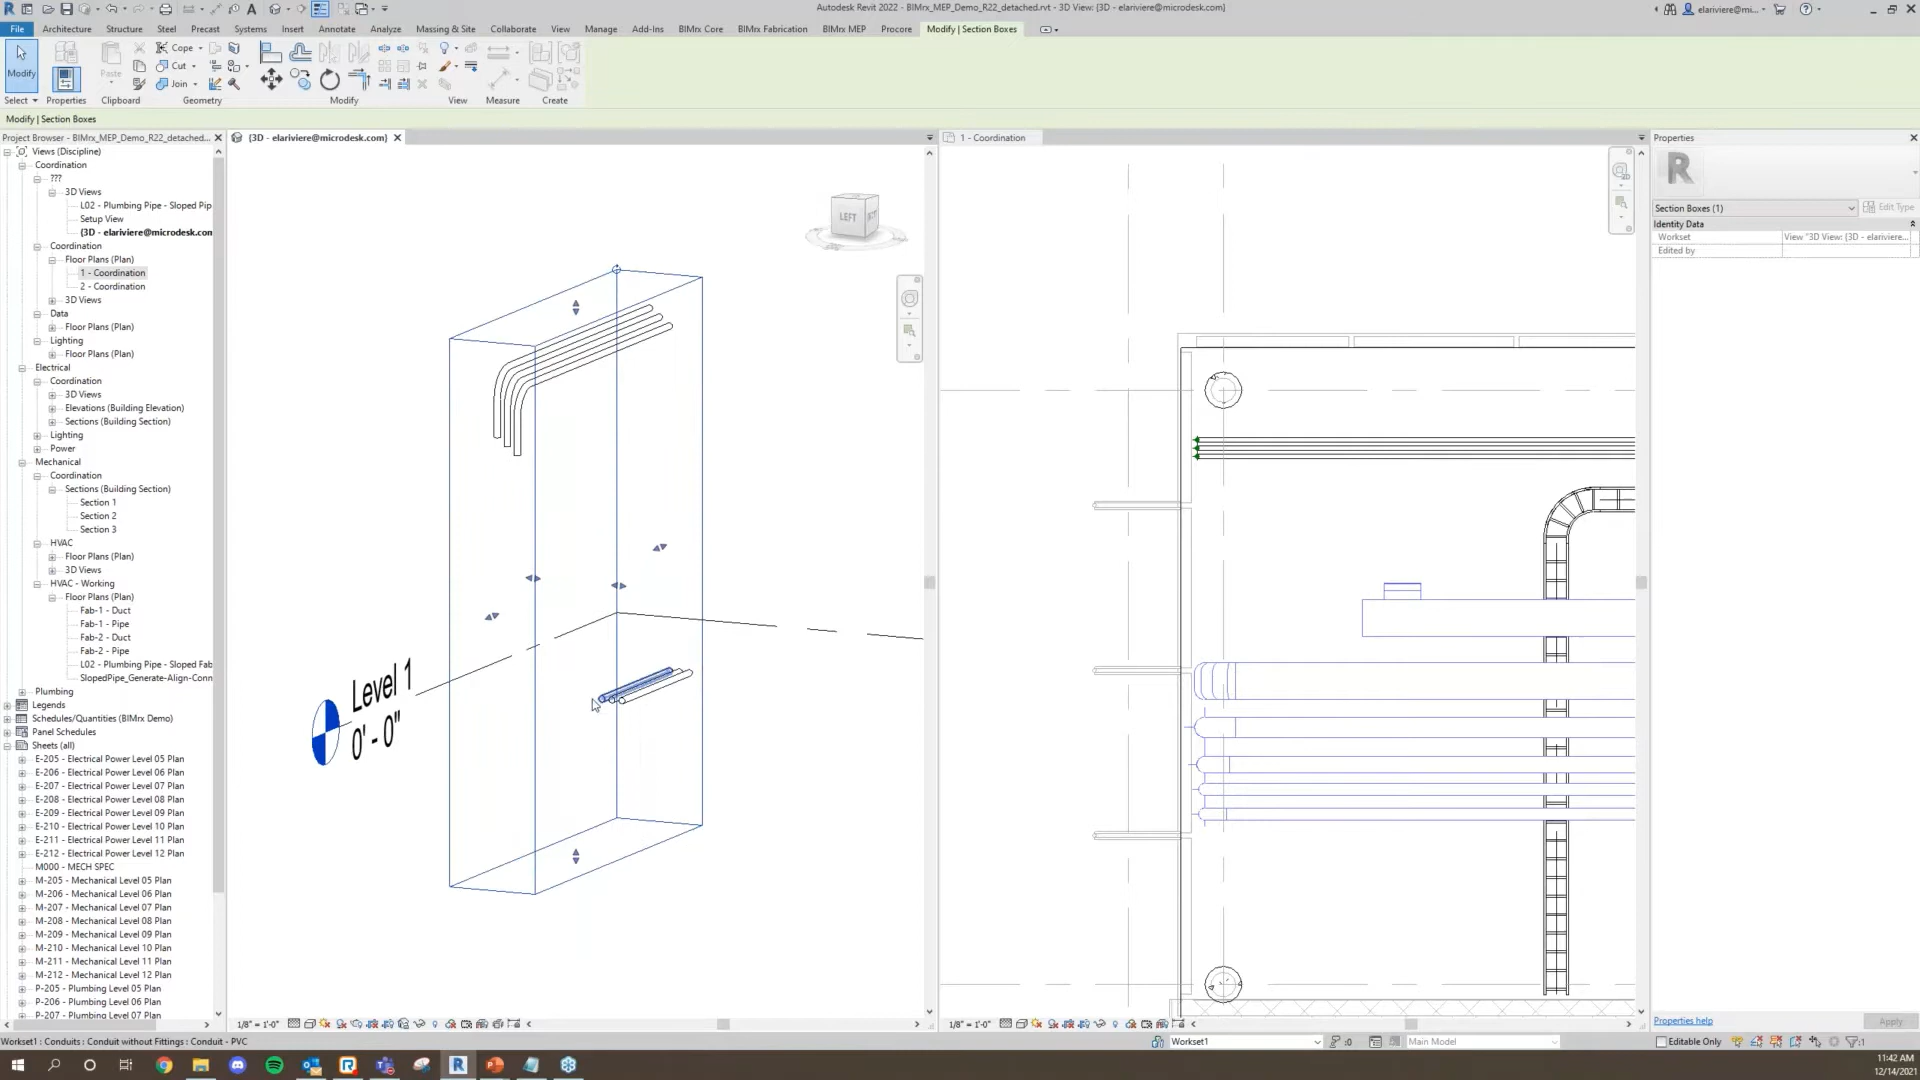 Autodesk Revit 2022 - BIMrx_MEP_Demo_R22_detached.rvt - 3D View: {3D - elariviere@microdesk.com}
elariviere@mi...
File Architecture Structure Steel Precast Systems Insert Annotate Analyze Massing & Site Collaborate View Manage Add-Ins BIMrx Core BIMrx Fabrication BIMrx MEP Procore Modify | Section Boxes
Modify
Paste
Cope
Cut
Join
Select Properties Clipboard Geometry Modify View Measure Create
Modify | Section Boxes
Project Browser - BIMrx_MEP_Demo_R22_detached...
{3D - elariviere@microdesk.com}
1 - Coordination
Properties
Views (Discipline)
Coordination
???
3D Views
L02 - Plumbing Pipe - Sloped Pip
Setup View
{3D - elariviere@microdesk.com
Coordination
Floor Plans (Plan)
1 - Coordination
2 - Coordination
3D Views
Data
Floor Plans (Plan)
Lighting
Floor Plans (Plan)
Electrical
Coordination
3D Views
Elevations (Building Elevation)
Sections (Building Section)
Lighting
Power
Mechanical
Coordination
Sections (Building Section)
Section 1
Section 2
Section 3
HVAC
Floor Plans (Plan)
3D Views
HVAC - Working
Floor Plans (Plan)
Fab-1 - Duct
Fab-1 - Pipe
Fab-2 - Duct
Fab-2 - Pipe
L02 - Plumbing Pipe - Sloped Fab
SlopedPipe_Generate-Align-Conn
Plumbing
Legends
Schedules/Quantities (BIMrx Demo)
Panel Schedules
Sheets (all)
E-205 - Electrical Power Level 05 Plan
E-206 - Electrical Power Level 06 Plan
E-207 - Electrical Power Level 07 Plan
E-208 - Electrical Power Level 08 Plan
E-209 - Electrical Power Level 09 Plan
E-210 - Electrical Power Level 10 Plan
E-211 - Electrical Power Level 11 Plan
E-212 - Electrical Power Level 12 Plan
M000 - MECH SPEC
M-205 - Mechanical Level 05 Plan
M-206 - Mechanical Level 06 Plan
M-207 - Mechanical Level 07 Plan
M-208 - Mechanical Level 08 Plan
M-209 - Mechanical Level 09 Plan
M-210 - Mechanical Level 10 Plan
M-211 - Mechanical Level 11 Plan
M-212 - Mechanical Level 12 Plan
P-205 - Plumbing Level 05 Plan
P-206 - Plumbing Level 06 Plan
P-207 - Plumbing Level 07 Plan
LEFT
Level 1
0' - 0"
Section Boxes (1)
Edit Type
Identity Data
Workset View "3D View: {3D - elariviere...
Edited by
Properties help
Apply
1/8" = 1'-0"
1/8" = 1'-0"
Workset1 : Conduits : Conduit without Fittings : Conduit - PVC
Workset1
:0
Main Model
Editable Only
:1
11:42 AM
12/14/2021